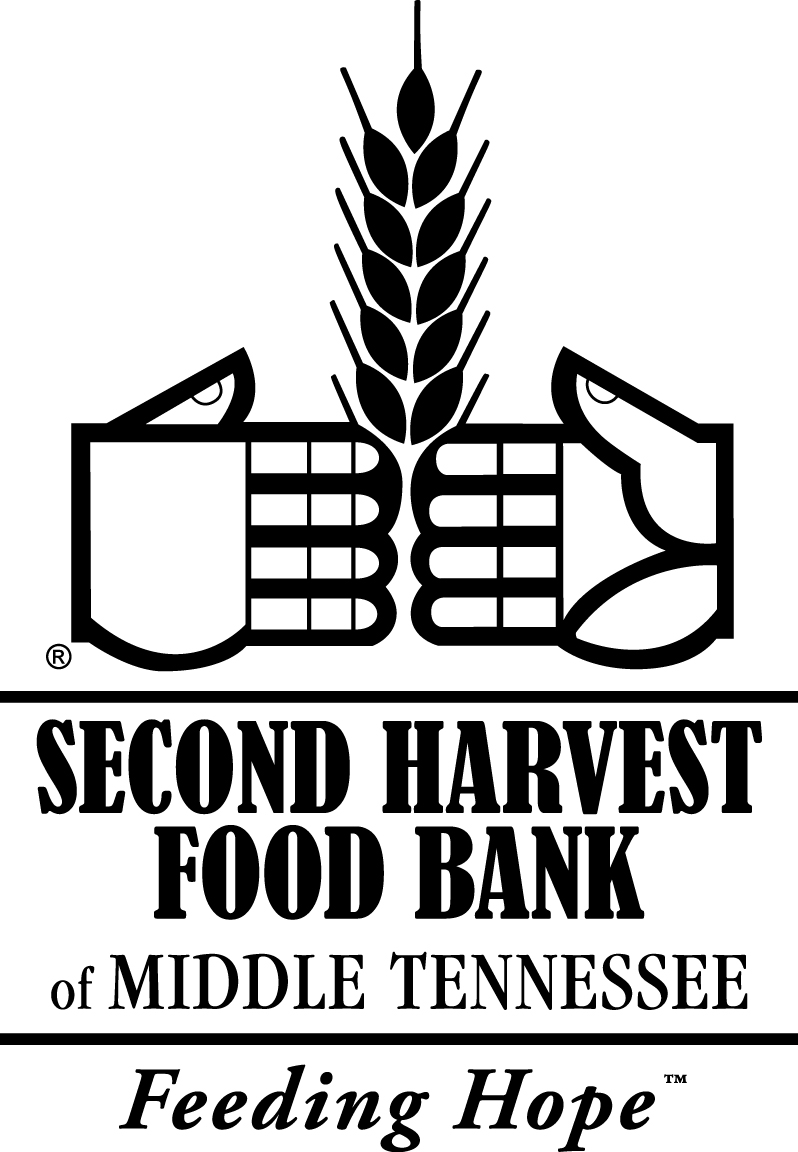 ®
SECOND HARVEST
FOOD BANK
of MIDDLE TENNESSEE
Feeding Hope™